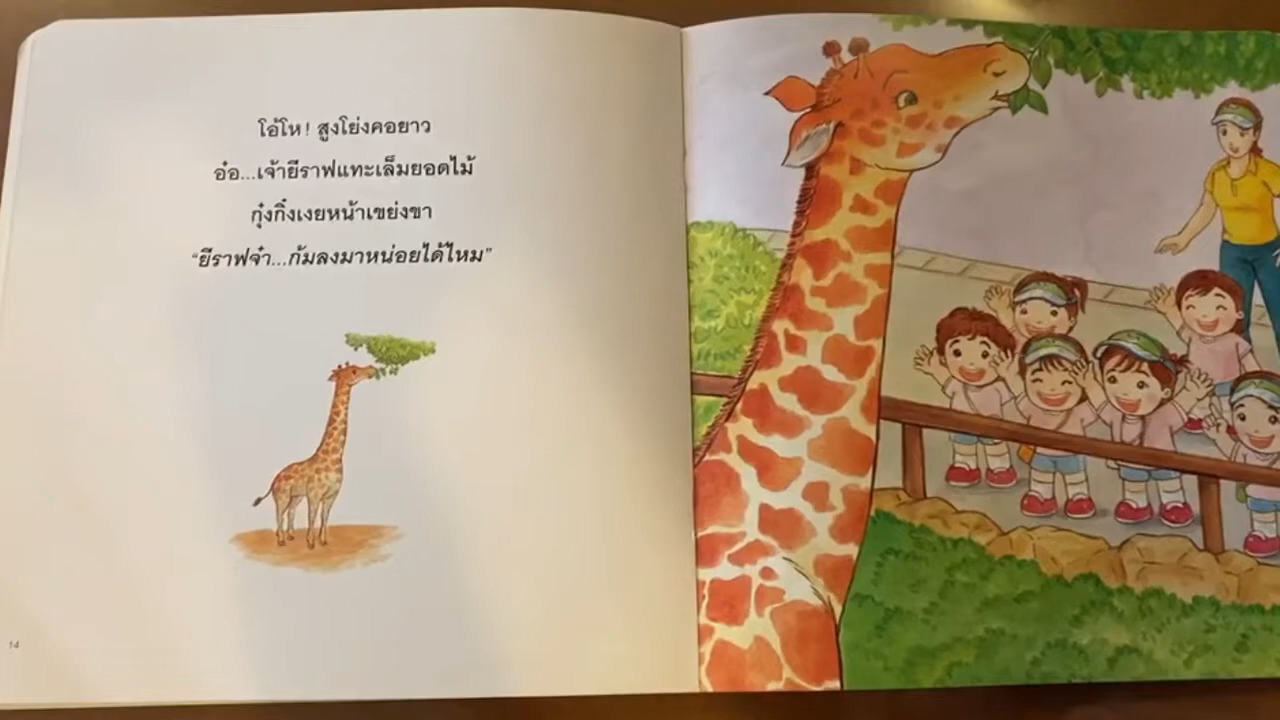 โอ้โห! สูงโย่งคอยาว
อ๋อ...เจ้ายีราฟแทะเล็มยอดไม้
กุ๋งกิ๋งเงยหน้าเขย่งขา
“ยีราฟจ๋า...ก้มลงมาหน่อยได้ไหม”
14